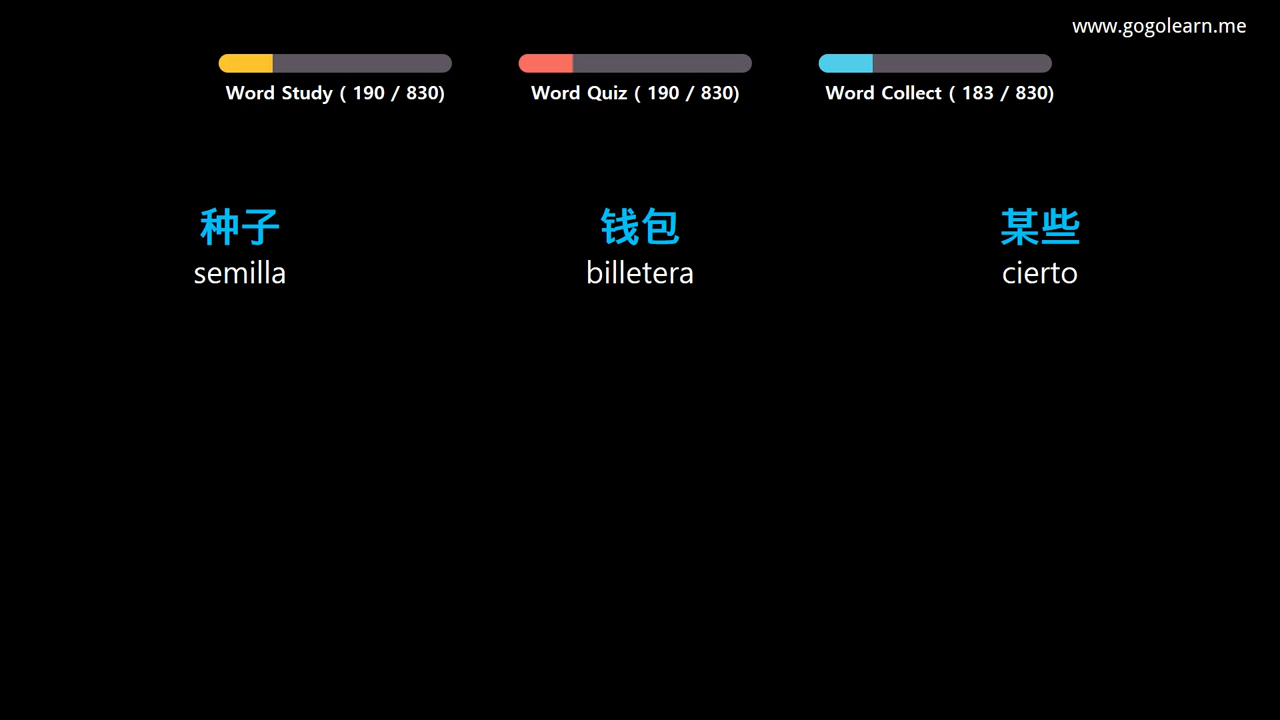 www.gogolearn.me
Word Study ( 190 / 830)
Word Quiz ( 190 / 830)
Word Collect ( 183 / 830)
种子
semilla
钱包
billetera
某些
cierto